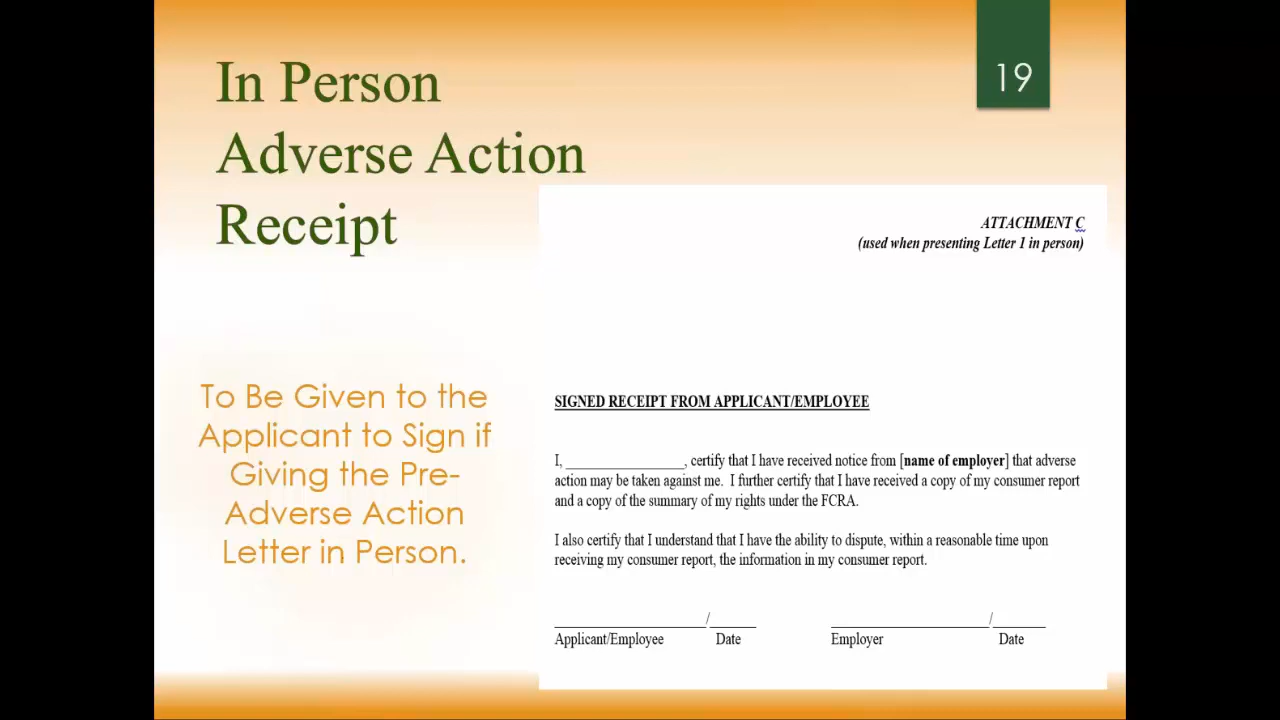 In Person
Adverse Action
Receipt
19
ATTACHMENT C
(used when presenting Letter 1 in person)
To Be Given to the
Applicant to Sign if
Giving the Pre-
Adverse Action
Letter in Person.
SIGNED RECEIPT FROM APPLICANT/EMPLOYEE
I, _________________, certify that I have received notice from [name of employer] that adverse
action may be taken against me.  I further certify that I have received a copy of my consumer report
and a copy of the summary of my rights under the FCRA.
I also certify that I understand that I have the ability to dispute, within a reasonable time upon
receiving my consumer report, the information in my consumer report.
______________________/_______ _______________________/________
Applicant/Employee Date Employer Date